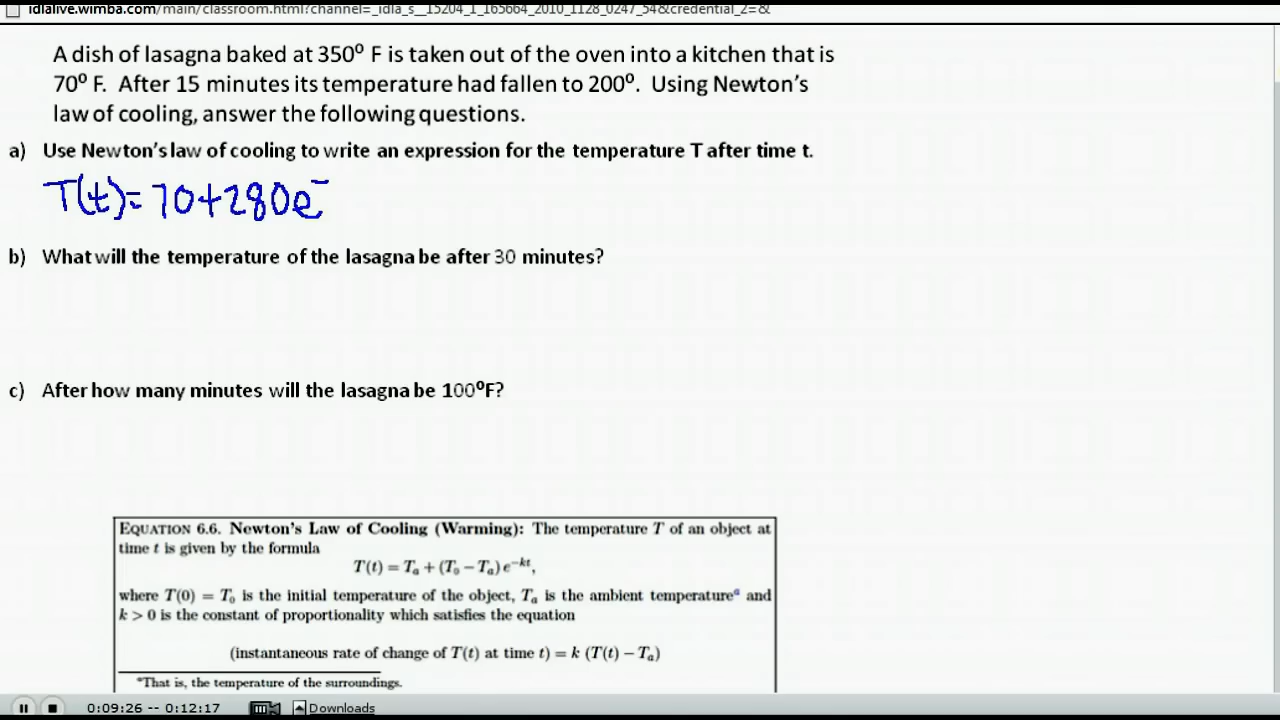 idlalive.wimba.com/main/classroom.html?channel=_idla_s__15204_1_165664_2010_1128_0247_54&credential_2=&
A dish of lasagna baked at 350⁰ F is taken out of the oven into a kitchen that is
70⁰ F. After 15 minutes its temperature had fallen to 200⁰. Using Newton's
law of cooling, answer the following questions.
a) Use Newton's law of cooling to write an expression for the temperature T after time t.
T(t)=70+280e⁻
b) What will the temperature of the lasagna be after 30 minutes?
c) After how many minutes will the lasagna be 100⁰F?
EQUATION 6.6. Newton's Law of Cooling (Warming): The temperature T of an object at
time t is given by the formula
T(t) = Tₐ + (T₀ − Tₐ) e⁻ᵏᵗ,
where T(0) = T₀ is the initial temperature of the object, Tₐ is the ambient temperatureᵃ and
k > 0 is the constant of proportionality which satisfies the equation
(instantaneous rate of change of T(t) at time t) = k (T(t) − Tₐ)
ᵃThat is, the temperature of the surroundings.
0:09:26 -- 0:12:17 Downloads